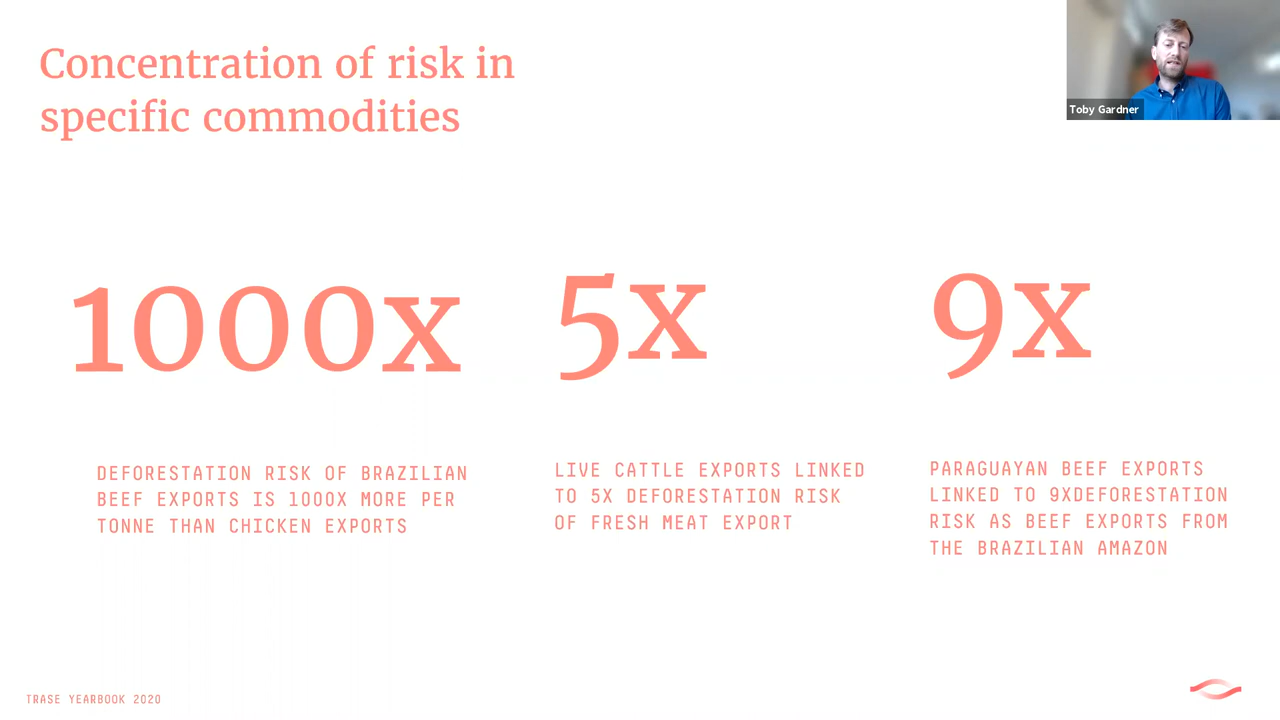 Concentration of risk in
specific commodities
Toby Gardner
1000x
5x
9x
DEFORESTATION RISK OF BRAZILIAN
BEEF EXPORTS IS 1000X MORE PER
TONNE THAN CHICKEN EXPORTS
LIVE CATTLE EXPORTS LINKED
TO 5X DEFORESTATION RISK
OF FRESH MEAT EXPORT
PARAGUAYAN BEEF EXPORTS
LINKED TO 9XDEFORESTATION
RISK AS BEEF EXPORTS FROM
THE BRAZILIAN AMAZON
TRASE YEARBOOK 2020